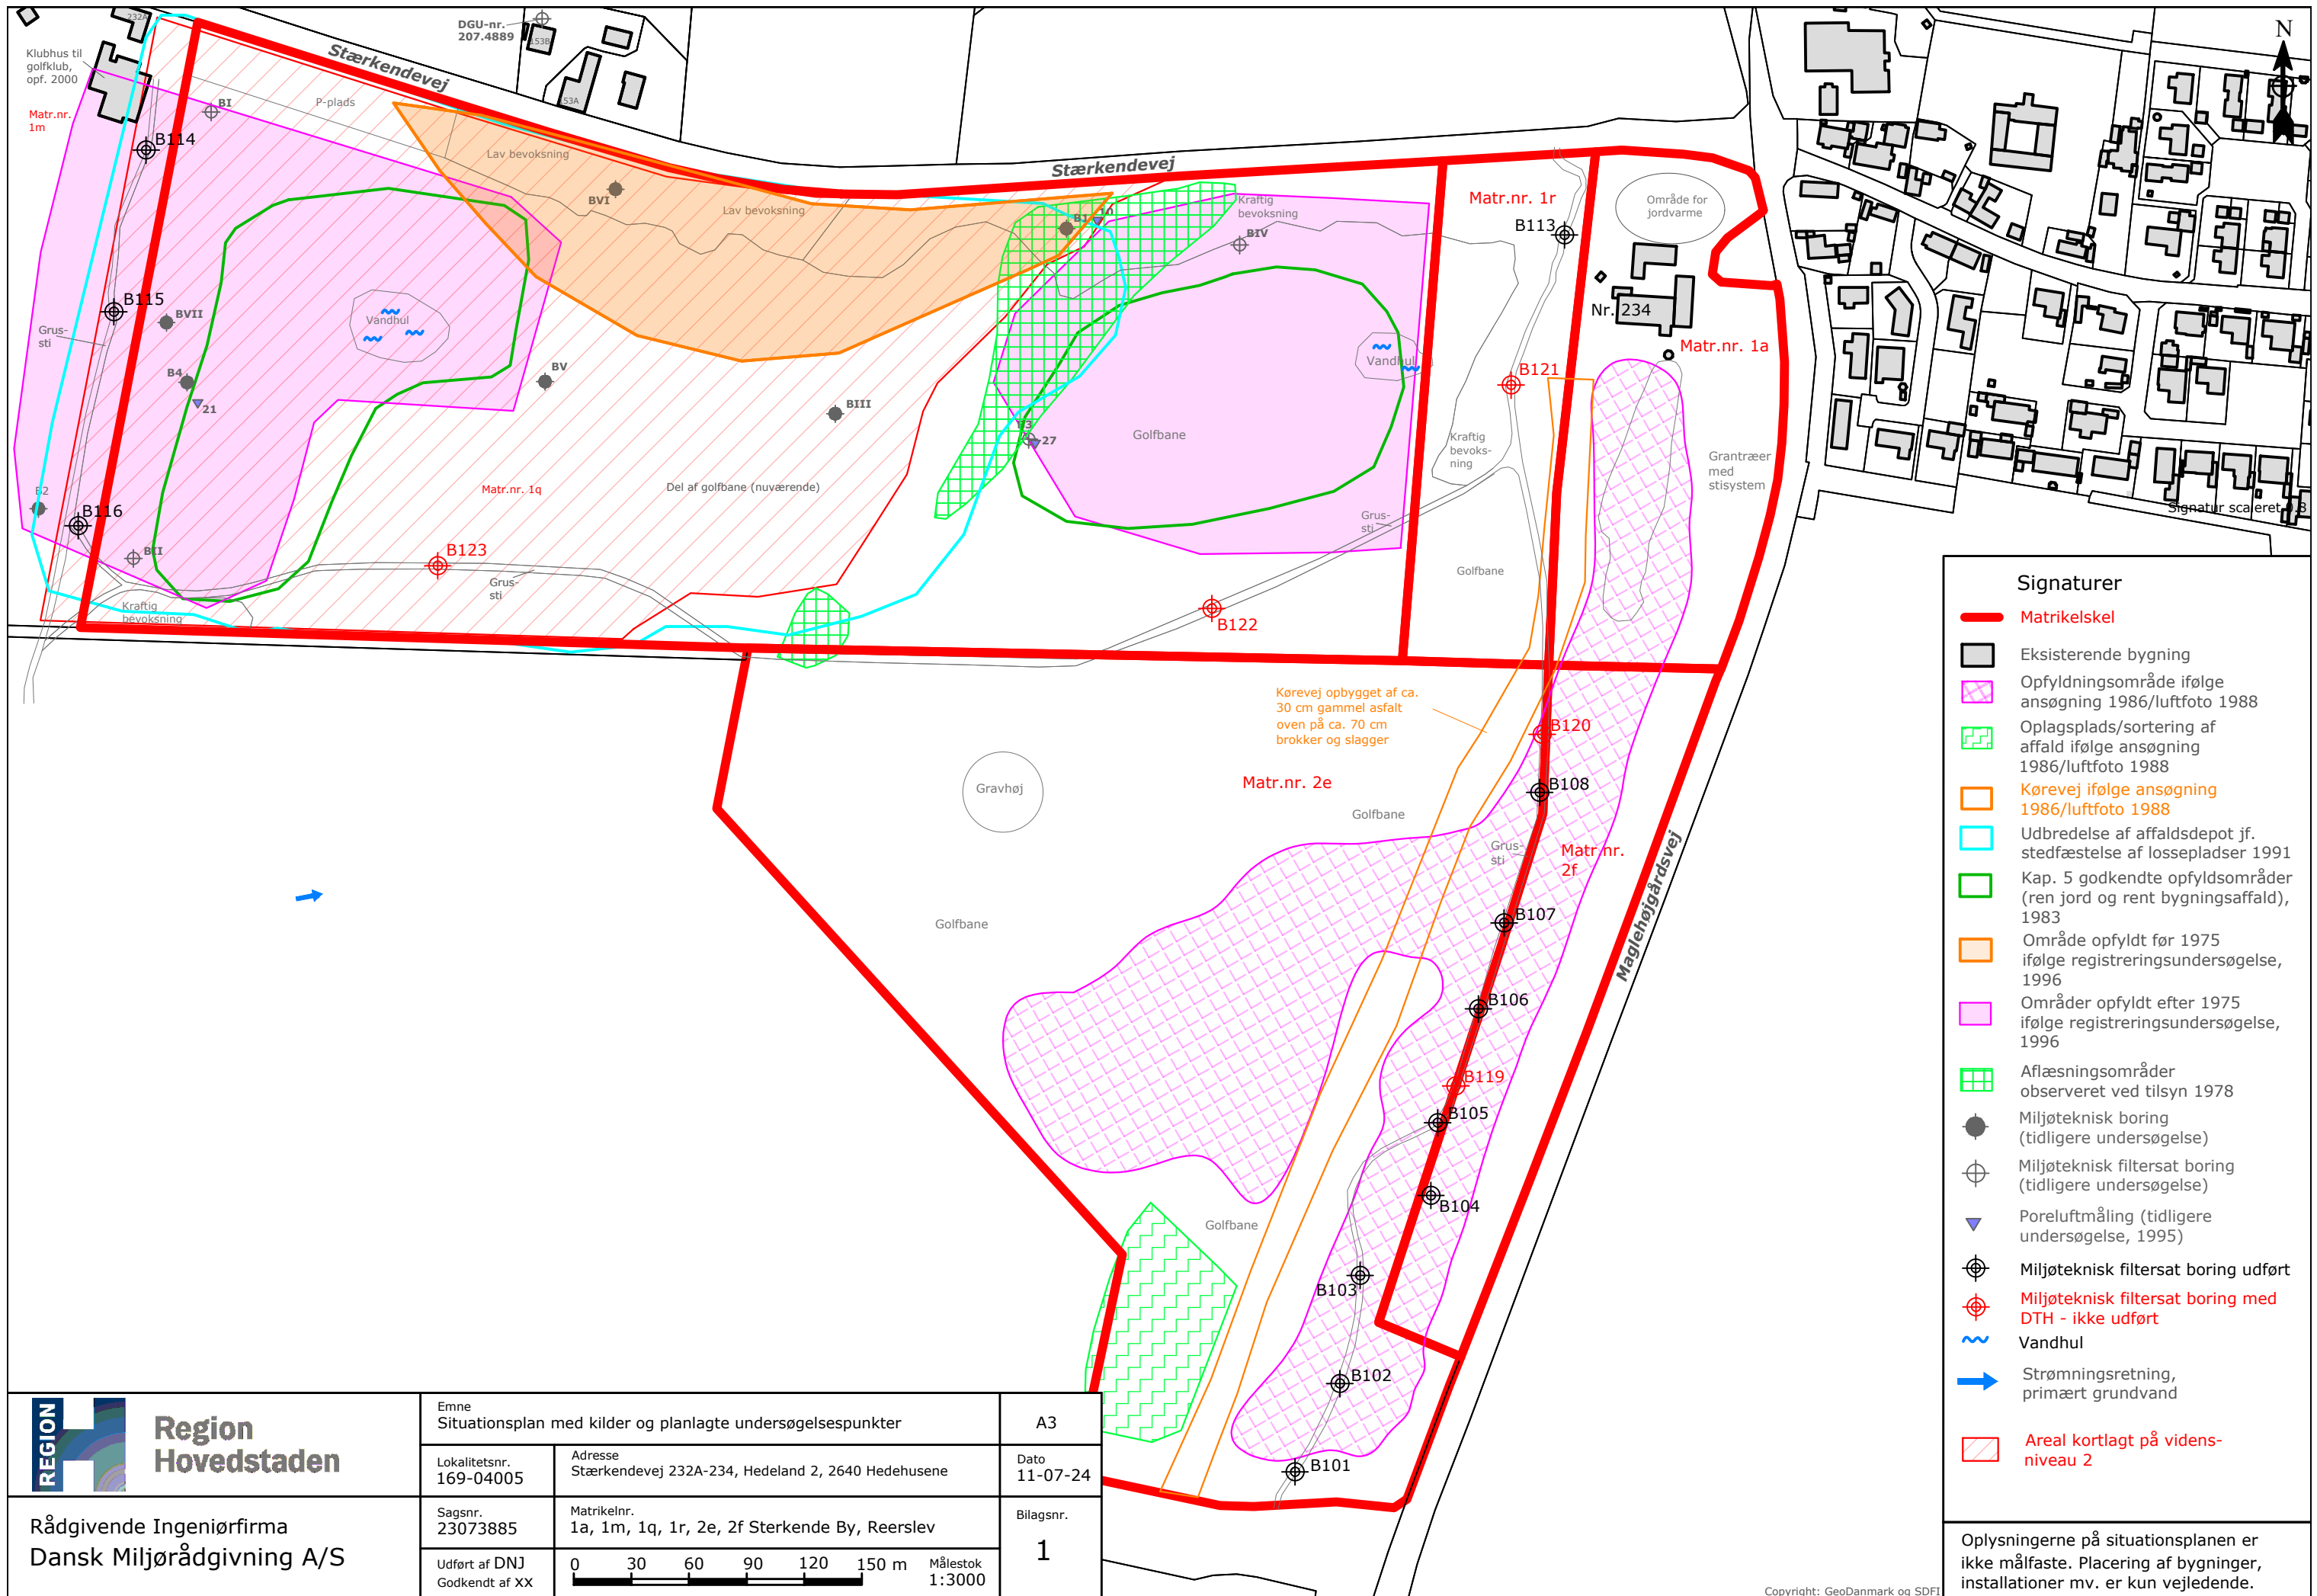 232A
Klubhus til
golfklub,
opf. 2000
Matr.nr.
1m
Stærkendevej
DGU-nr.
207.4889
153B
153A
N
P-plads
BI
B114
Lav bevoksning
BVI
Lav bevoksning
Stærkendevej
B1
10
Kraftig
bevoksning
BIV
Matr.nr. 1r
B113
Område for
jordvarme
Nr. 234
Matr.nr. 1a
B115
BVII
Grus-
sti
Vandhul
B4
21
BV
BIII
27
Golfbane
Vandhul
B121
Kraftig
bevoks-
ning
Grantræer
med
stisystem
Signatur scaleret 0.8
B2
B116
BII
Matr.nr. 1q
Del af golfbane (nuværende)
B123
Grus-
sti
Grus-
sti
Golfbane
Kraftig
bevoksning
B122
Kørevej opbygget af ca.
30 cm gammel asfalt
oven på ca. 70 cm
brokker og slagger
B120
Gravhøj
Matr.nr. 2e
B108
Golfbane
Grus-
sti
Matr.nr.
2f
Maglehøjgårdsvej
Golfbane
B107
B106
B119
B105
B104
Golfbane
B103
B102
B101
Signaturer
Matrikelskel
Eksisterende bygning
Opfyldningsområde ifølge
ansøgning 1986/luftfoto 1988
Oplagsplads/sortering af
affald ifølge ansøgning
1986/luftfoto 1988
Kørevej ifølge ansøgning
1986/luftfoto 1988
Udbredelse af affaldsdepot jf.
stedfæstelse af lossepladser 1991
Kap. 5 godkendte opfyldsområder
(ren jord og rent bygningsaffald),
1983
Område opfyldt før 1975
ifølge registreringsundersøgelse,
1996
Områder opfyldt efter 1975
ifølge registreringsundersøgelse,
1996
Aflæsningsområder
observeret ved tilsyn 1978
Miljøteknisk boring
(tidligere undersøgelse)
Miljøteknisk filtersat boring
(tidligere undersøgelse)
Poreluftmåling (tidligere
undersøgelse, 1995)
Miljøteknisk filtersat boring udført
Miljøteknisk filtersat boring med
DTH - ikke udført
Vandhul
Strømningsretning,
primært grundvand
Areal kortlagt på videns-
niveau 2
Oplysningerne på situationsplanen er
ikke målfaste. Placering af bygninger,
installationer mv. er kun vejledende.
Copyright: GeoDanmark og SDFI
REGION
Region
Hovedstaden
Rådgivende Ingeniørfirma
Dansk Miljørådgivning A/S
Emne
Situationsplan med kilder og planlagte undersøgelsespunkter
A3
Lokalitetsnr.
169-04005
Adresse
Stærkendevej 232A-234, Hedeland 2, 2640 Hedehusene
Dato
11-07-24
Sagsnr.
23073885
Matrikelnr.
1a, 1m, 1q, 1r, 2e, 2f Sterkende By, Reerslev
Bilagsnr.
1
Udført af DNJ
Godkendt af XX
0 30 60 90 120 150 m
Målestok
1:3000